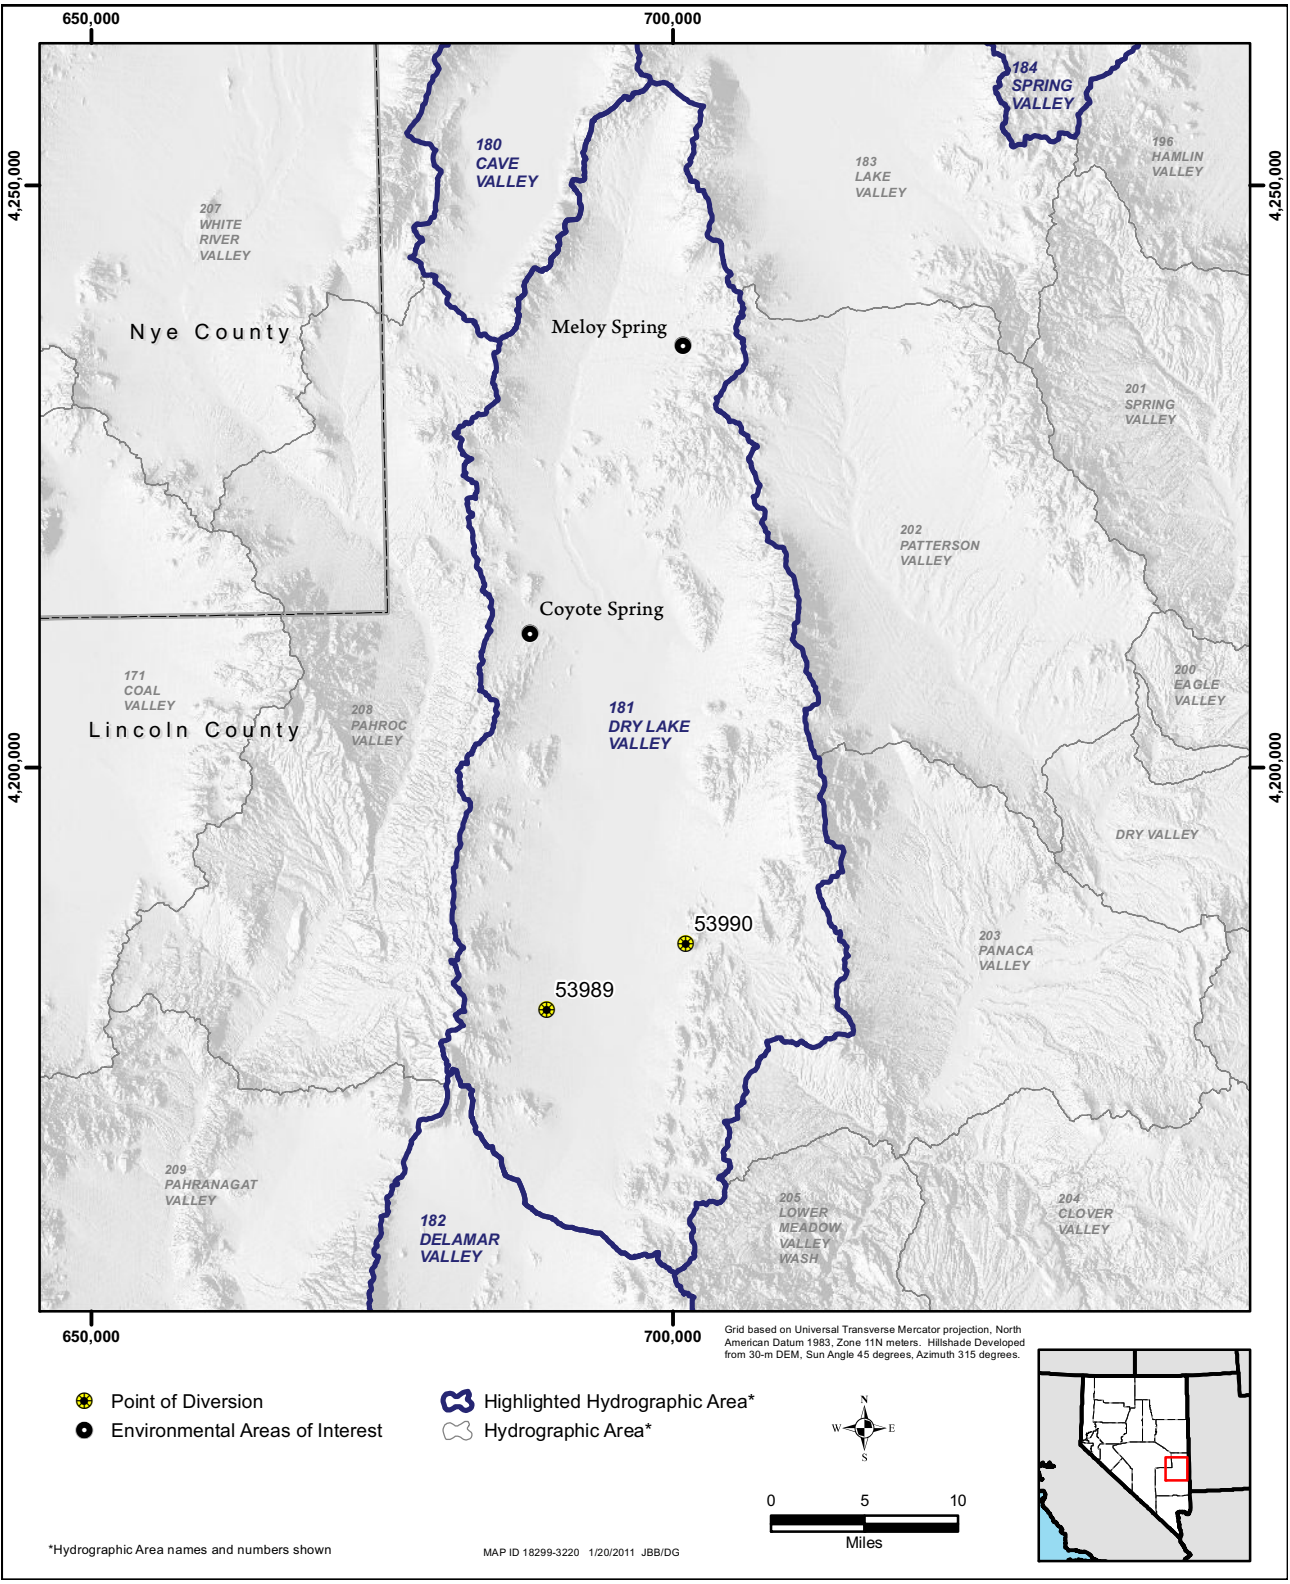 650,000
700,000
184
SPRING
VALLEY
180
CAVE
VALLEY
196
HAMLIN
VALLEY
183
LAKE
VALLEY
4,250,000
4,250,000
207
WHITE
RIVER
VALLEY
Nye County
Meloy Spring
201
SPRING
VALLEY
202
PATTERSON
VALLEY
Coyote Spring
171
COAL
VALLEY
200
EAGLE
VALLEY
Lincoln County
208
PAHROC
VALLEY
181
DRY LAKE
VALLEY
4,200,000
4,200,000
DRY VALLEY
53990
203
PANACA
VALLEY
53989
209
PAHRANAGAT
VALLEY
182
DELAMAR
VALLEY
205
LOWER
MEADOW
VALLEY
WASH
204
CLOVER
VALLEY
650,000
700,000
Grid based on Universal Transverse Mercator projection, North
American Datum 1983, Zone 11N meters. Hillshade Developed
from 30-m DEM, Sun Angle 45 degrees, Azimuth 315 degrees.
Point of Diversion
Environmental Areas of Interest
Highlighted Hydrographic Area*
Hydrographic Area*
N
W
E
S
0 5 10
Miles
*Hydrographic Area names and numbers shown
MAP ID 18299-3220 1/20/2011 JBB/DG